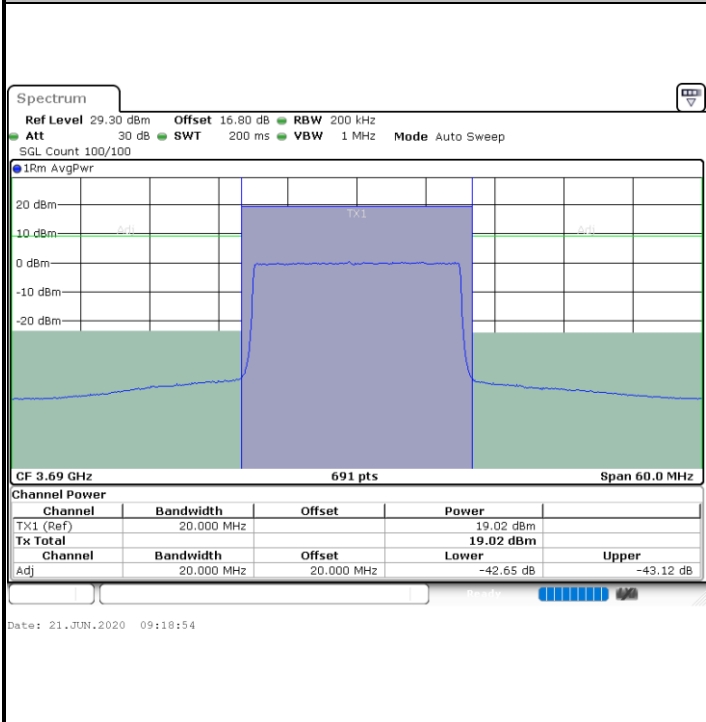 Spectrum
Ref Level 29.30 dBm Offset 16.80 dB RBW 200 kHz
Att 30 dB SWT 200 ms VBW 1 MHz Mode Auto Sweep
SGL Count 100/100
1Rm AvgPwr
20 dBm
TX1
10 dBm
Adj Adj
0 dBm
-10 dBm
-20 dBm
CF 3.69 GHz 691 pts Span 60.0 MHz
Channel Power
Channel Bandwidth Offset Power
TX1 (Ref) 20.000 MHz 19.02 dBm
Tx Total 19.02 dBm
Channel Bandwidth Offset Lower Upper
Adj 20.000 MHz 20.000 MHz -42.65 dB -43.12 dB
Ready
Date: 21.JUN.2020 09:18:54